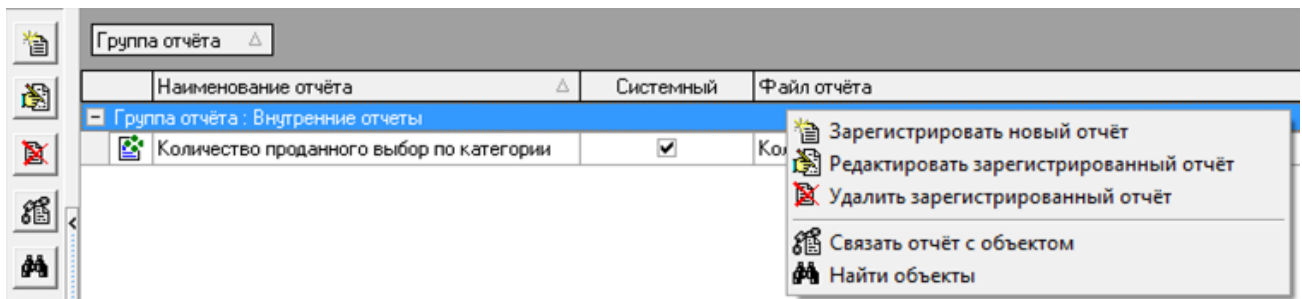 Группа отчёта
Наименование отчёта Системный Файл отчёта
Группа отчёта : Внутренние отчеты
Количество проданного выбор по категории Кол
Зарегистрировать новый отчёт
Редактировать зарегистрированный отчёт
Удалить зарегистрированный отчёт
Связать отчёт с объектом
Найти объекты